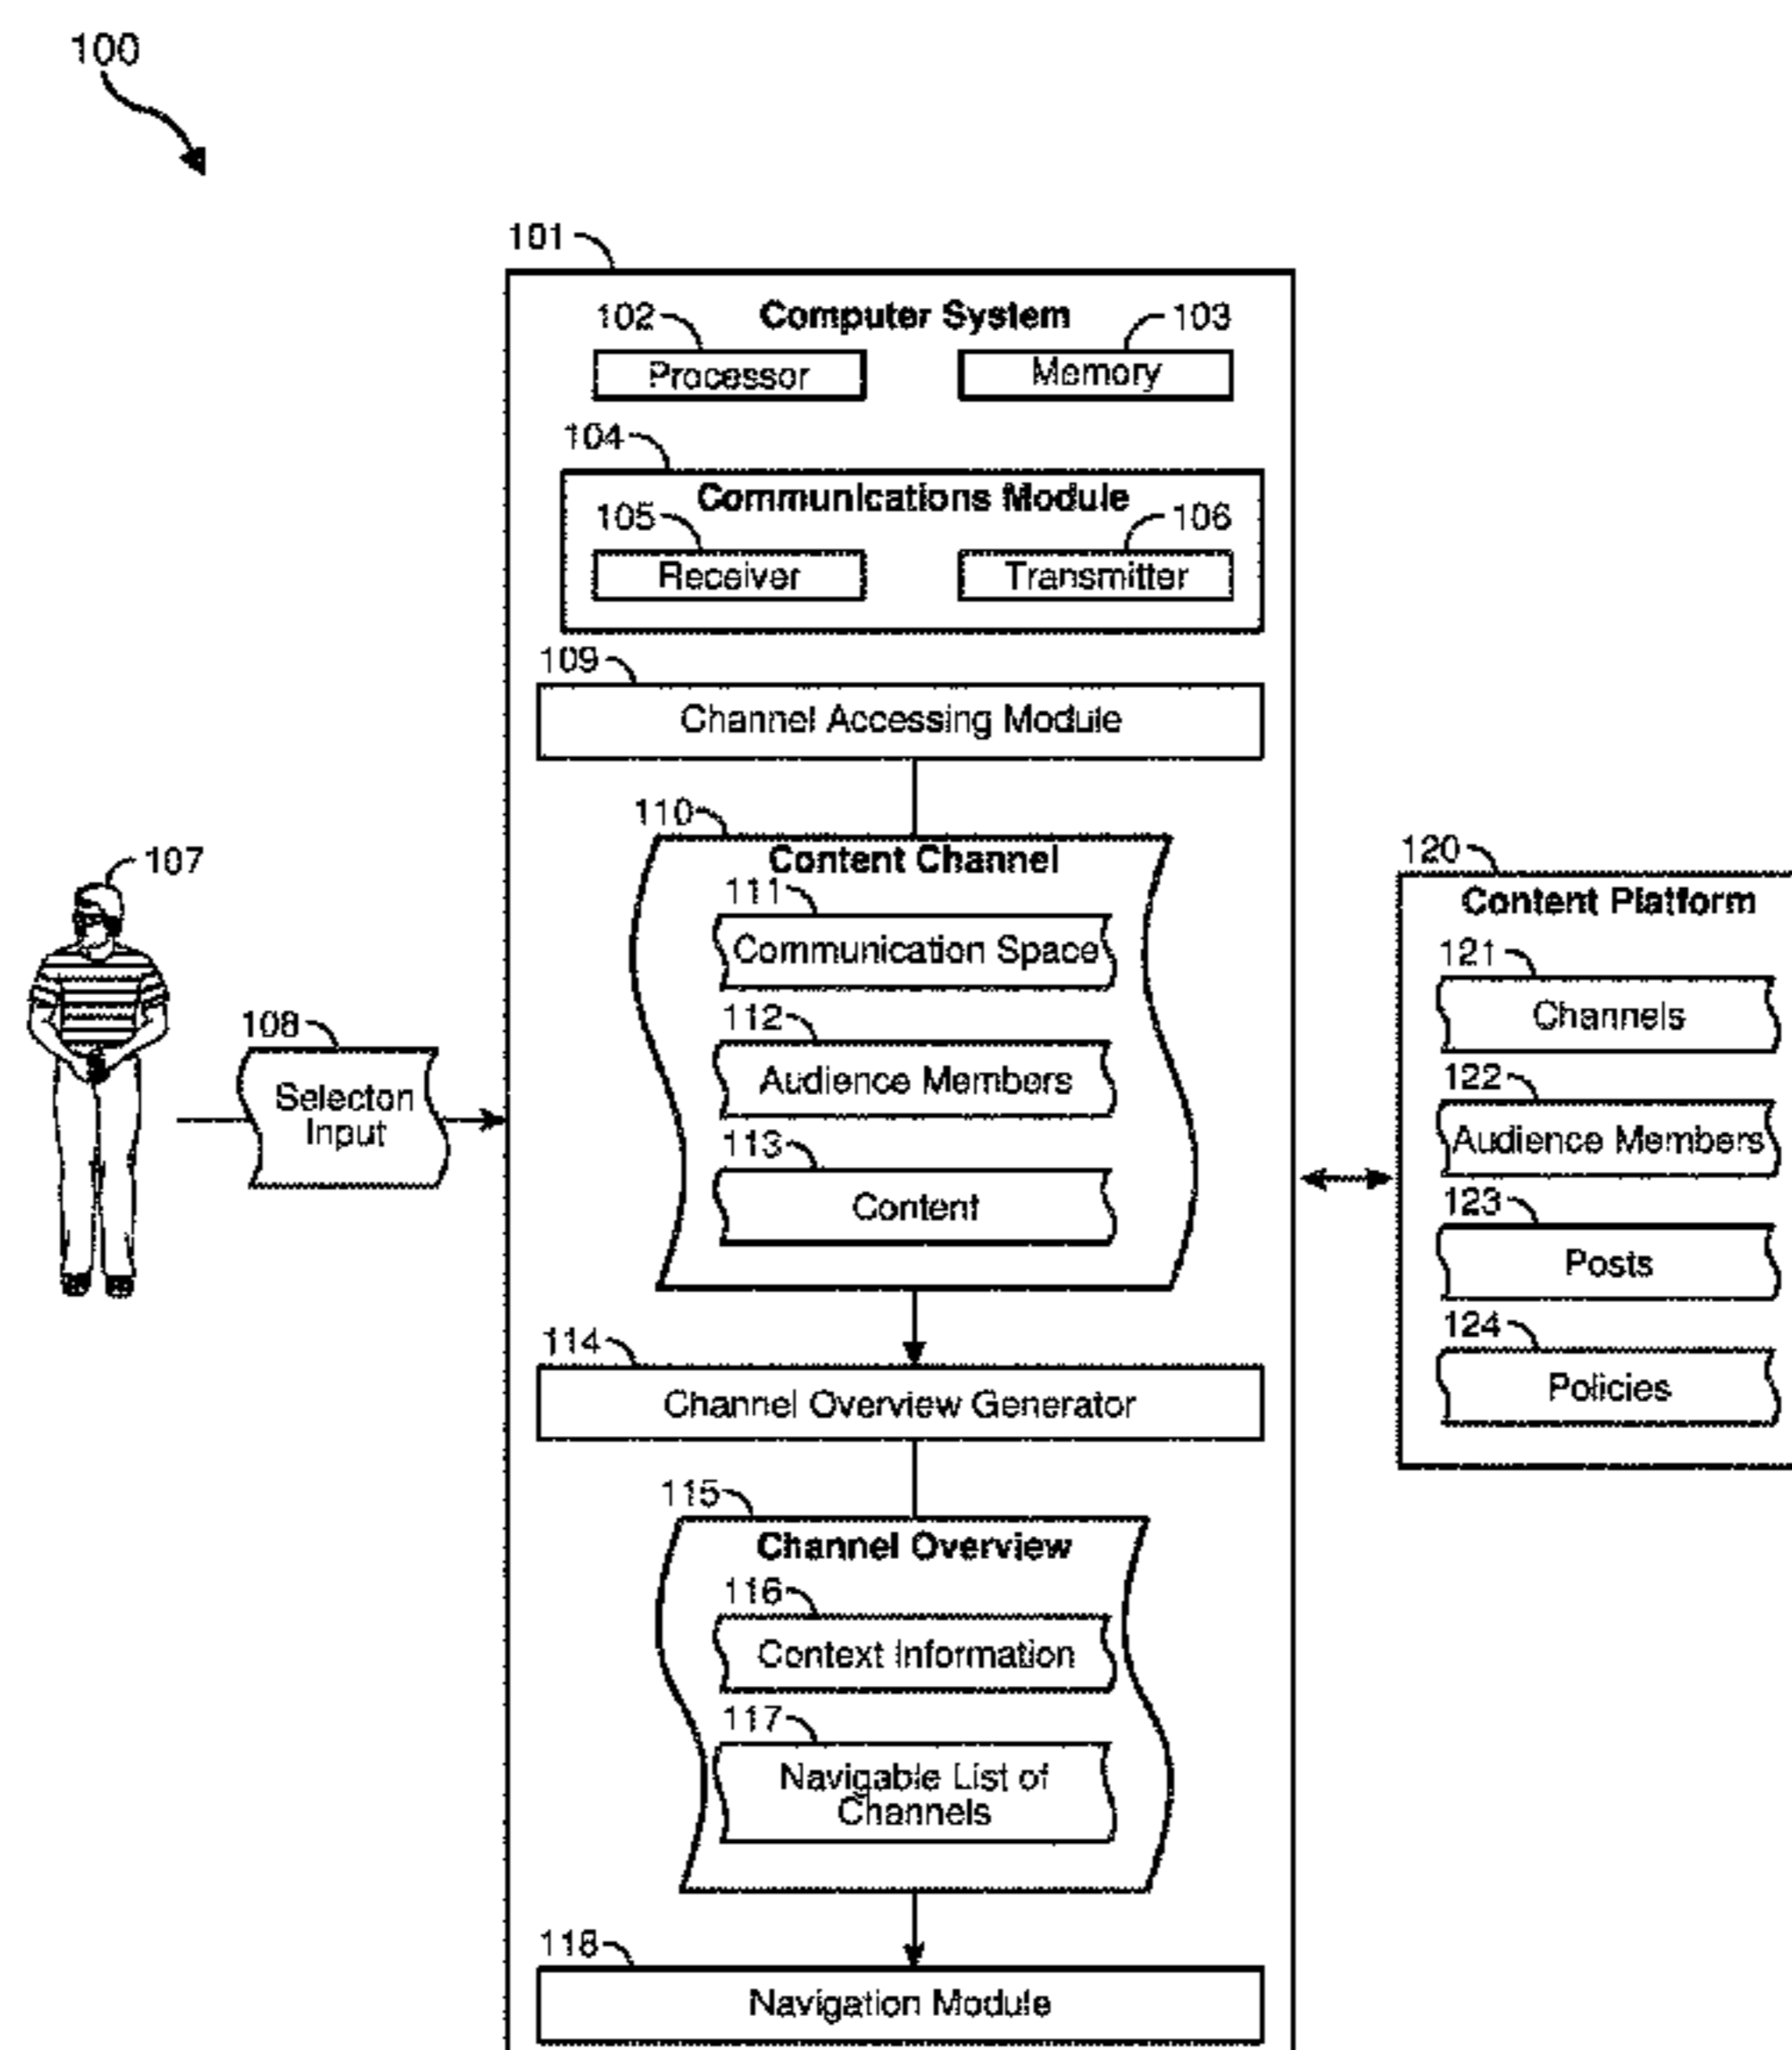 100
101
Computer System
102
103
Processor
Memory
104
Communications Module
105
106
Receiver
Transmitter
109
Channel Accessing Module
110
Content Channel
111
Communication Space
112
Audience Members
113
Content
107
108
Selecton
Input
114
Channel Overview Generator
115
Channel Overview
116
Context Information
117
Navigable List of
Channels
118
Navigation Module
120
Content Platform
121
Channels
122
Audience Members
123
Posts
124
Policies